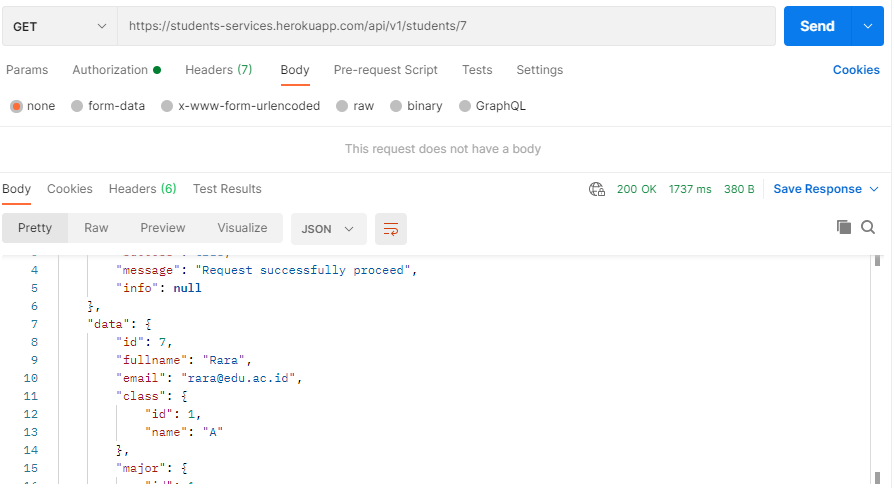 GET https://students-services.herokuapp.com/api/v1/students/7 Send
Params Authorization Headers (7) Body Pre-request Script Tests Settings Cookies
none form-data x-www-form-urlencoded raw binary GraphQL
This request does not have a body
Body Cookies Headers (6) Test Results 200 OK 1737 ms 380 B Save Response
Pretty Raw Preview Visualize JSON
4 "message": "Request successfully proceed",
5 "info": null
6 },
7 "data": {
8 "id": 7,
9 "fullname": "Rara",
10 "email": "rara@edu.ac.id",
11 "class": {
12 "id": 1,
13 "name": "A"
14 },
15 "major": {